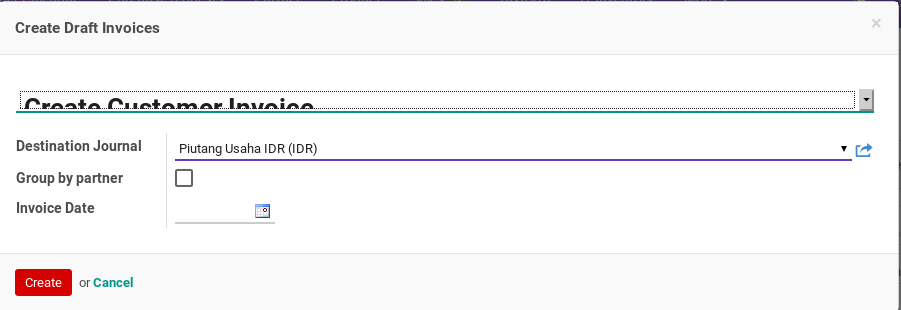 Create Draft Invoices
×
Create Customer Invoice
Destination Journal
Piutang Usaha IDR (IDR)
Group by partner
Invoice Date
Create or Cancel